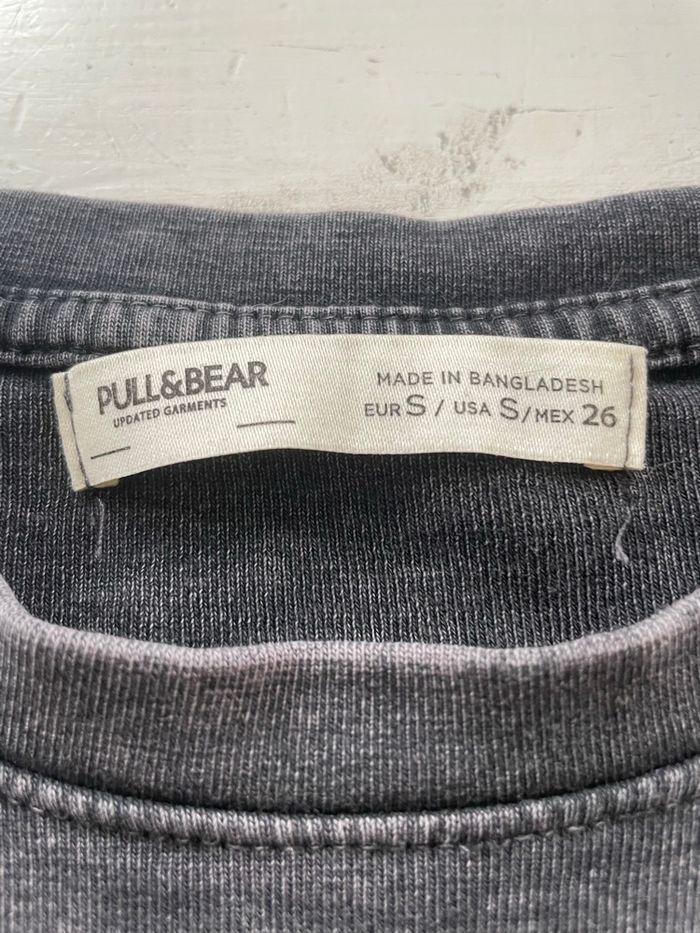 PULL&BEAR
UPDATED GARMENTS
MADE IN BANGLADESH
EUR S / USA S/MEX 26